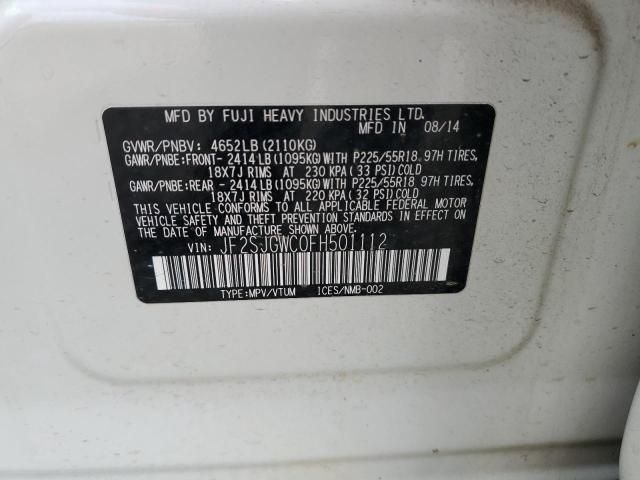 MFD BY FUJI HEAVY INDUSTRIES LTD.
MFD IN 08/14
GVWR/PNBV: 4652LB(2110KG)
GAWR/PNBE:FRONT- 2414LB(1095KG)WITH P225/55R18 97H TIRES,
18X7J RIMS AT 230 KPA(33 PSI)COLD
GAWR/PNBE:REAR - 2414LB(1095KG)WITH P225/55R18 97H TIRES,
18X7J RIMS AT 220 KPA(32 PSI)COLD
THIS VEHICLE CONFORMS TO ALL APPLICABLE FEDERAL MOTOR
VEHICLE SAFETY AND THEFT PREVENTION STANDARDS IN EFFECT ON
THE DATE OF MANUFACTURE SHOWN ABOVE.
VIN: JF2SJGWC0FH501112
TYPE:MPV/VTUM ICES/NMB-002